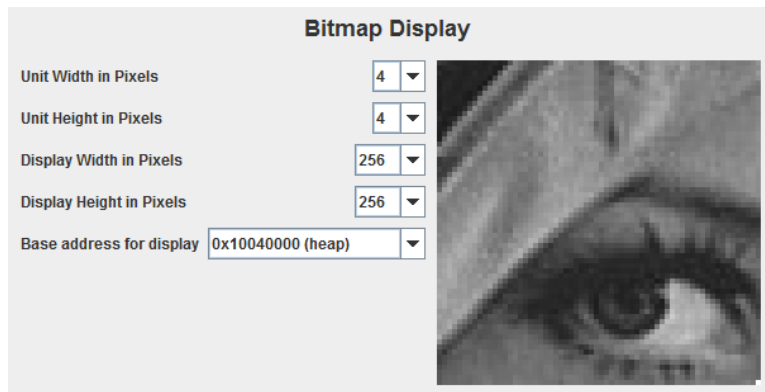 Bitmap Display
Unit Width in Pixels 4
Unit Height in Pixels 4
Display Width in Pixels 256
Display Height in Pixels 256
Base address for display 0x10040000 (heap)